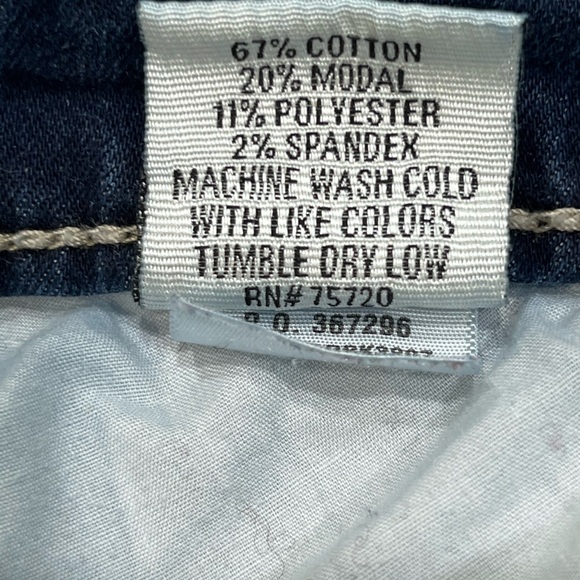 67% COTTON
20% MODAL
11% POLYESTER
2% SPANDEX
MACHINE WASH COLD
WITH LIKE COLORS
TUMBLE DRY LOW
RN# 75720
P.O. 367296